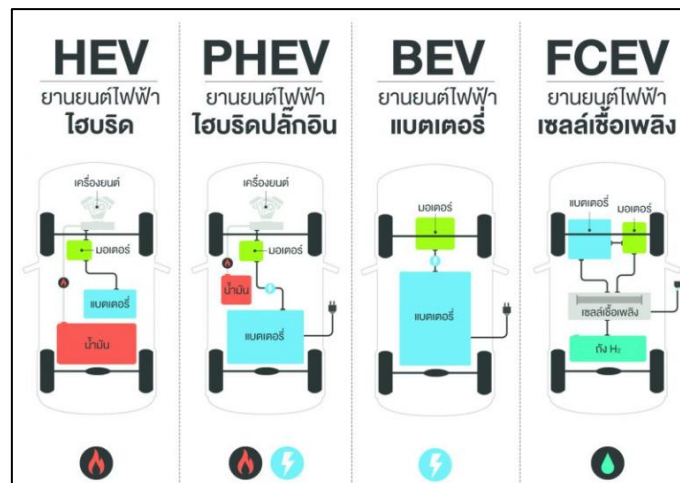 HEV
ยานยนต์ไฟฟ้า
ไฮบริด
เครื่องยนต์
มอเตอร์
แบตเตอรี่
น้ำมัน
PHEV
ยานยนต์ไฟฟ้า
ไฮบริดปลั๊กอิน
เครื่องยนต์
มอเตอร์
น้ำมัน
แบตเตอรี่
BEV
ยานยนต์ไฟฟ้า
แบตเตอรี่
มอเตอร์
แบตเตอรี่
FCEV
ยานยนต์ไฟฟ้า
เซลล์เชื้อเพลิง
แบตเตอรี่
มอเตอร์
เซลล์เชื้อเพลิง
ถัง H₂